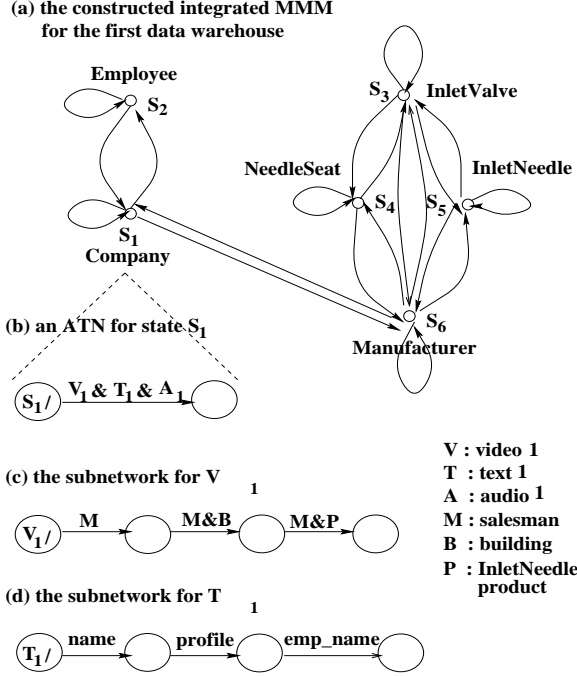 (a) the constructed integrated MMM
for the first data warehouse
Employee
S2
S3
InletValve
NeedleSeat
InletNeedle
S4
S5
S1
Company
S6
Manufacturer
(b) an ATN for state S1
S1/
V1 & T1 & A1
(c) the subnetwork for V1
V1/
M
M&B
M&P
(d) the subnetwork for T1
T1/
name
profile
emp_name
V : video 1
T : text 1
A : audio 1
M : salesman
B : building
P : InletNeedle
product